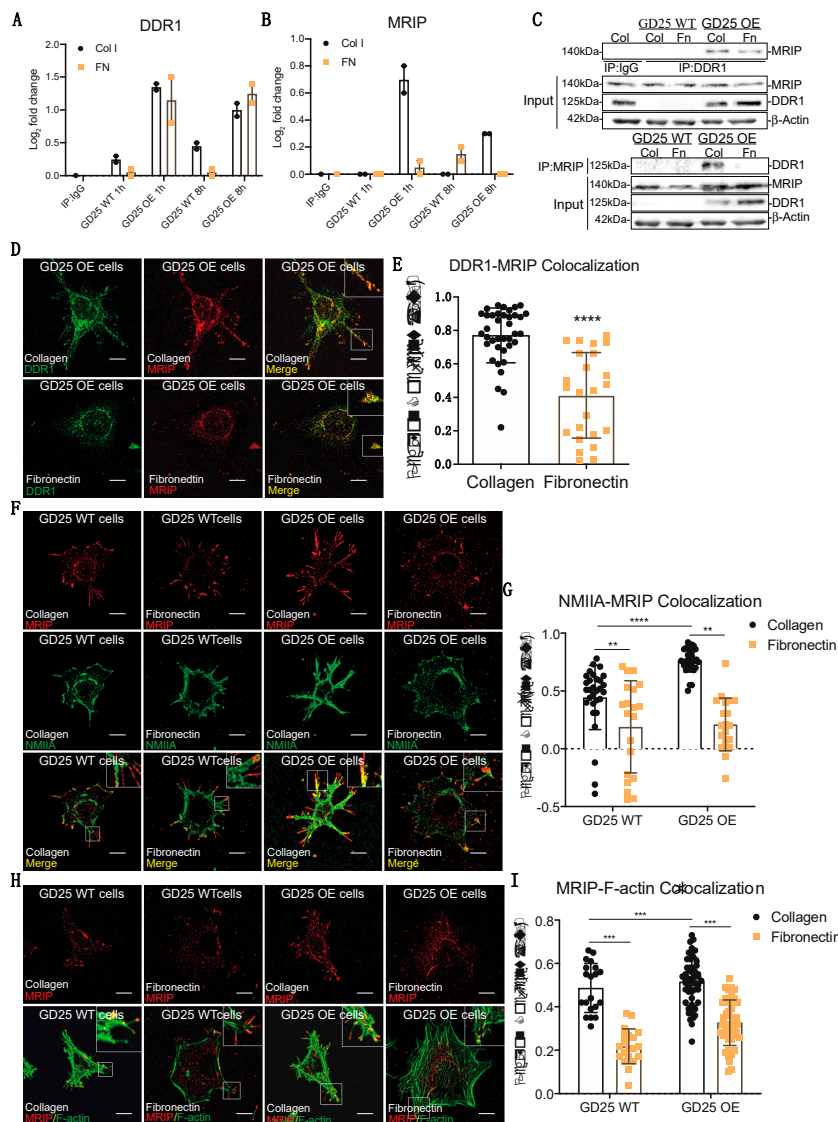 A
DDR1
Log2 fold change
2.0
1.5
1.0
0.5
0.0
Col I
FN
IP:IgG
GD25 WT 1h
GD25 OE 1h
GD25 WT 8h
GD25 OE 8h
B
MRIP
Log2 fold change
1.0
0.8
0.6
0.4
0.2
0.0
Col I
FN
IP:IgG
GD25 WT 1h
GD25 OE 1h
GD25 WT 8h
GD25 OE 8h
C
GD25 WT GD25 OE
Col Col Fn Col Fn
140kDa MRIP
IP:IgG IP:DDR1
Input
140kDa MRIP
125kDa DDR1
42kDa β-Actin
GD25 WT GD25 OE
Col Fn Col Fn
IP:MRIP 125kDa DDR1
Input
140kDa MRIP
125kDa DDR1
42kDa β-Actin
D
GD25 OE cells GD25 OE cells GD25 OE cells
Collagen Collagen Collagen
DDR1 MRIP Merge
GD25 OE cells GD25 OE cells GD25 OE cells
Fibronectin Fibronedtin Fibronectin
DDR1 MRIP Merge
E
DDR1-MRIP Colocalization
1.0
0.8
0.6
0.4
0.2
0.0
****
Collagen Fibronectin
F
GD25 WT cells GD25 WTcells GD25 OE cells GD25 OE cells
Collagen Fibronectin Collagen Fibronectin
MRIP MRIP MRIP MRIP
GD25 WT cells GD25 WTcells GD25 OE cells GD25 OE cells
Collagen Fibronectin Collagen Fibronectin
NMIIA NMIIA NMIIA NMIIA
GD25 WT cells GD25 WTcells GD25 OE cells GD25 OE cells
Collagen Fibronectin Collagen Fibronectin
Merge Merge Merge Merge
G
NMIIA-MRIP Colocalization
Collagen
Fibronectin
1.0
0.5
0.0
-0.5
****
** **
GD25 WT GD25 OE
H
GD25 WT cells GD25 WTcells GD25 OE cells GD25 OE cells
Collagen Fibronectin Collagen Fibronectin
MRIP MRIP MRIP MRIP
GD25 WT cells GD25 WTcells GD25 OE cells GD25 OE cells
Collagen Fibronectin Collagen Fibronectin
MRIP/F-actin MRIP/F-actin MRIP/F-actin MRIP/F-actin
I
MRIP-F-actin Colocalization
Collagen
Fibronectin
0.8
0.6
0.4
0.2
0.0
***
*** ***
GD25 WT GD25 OE